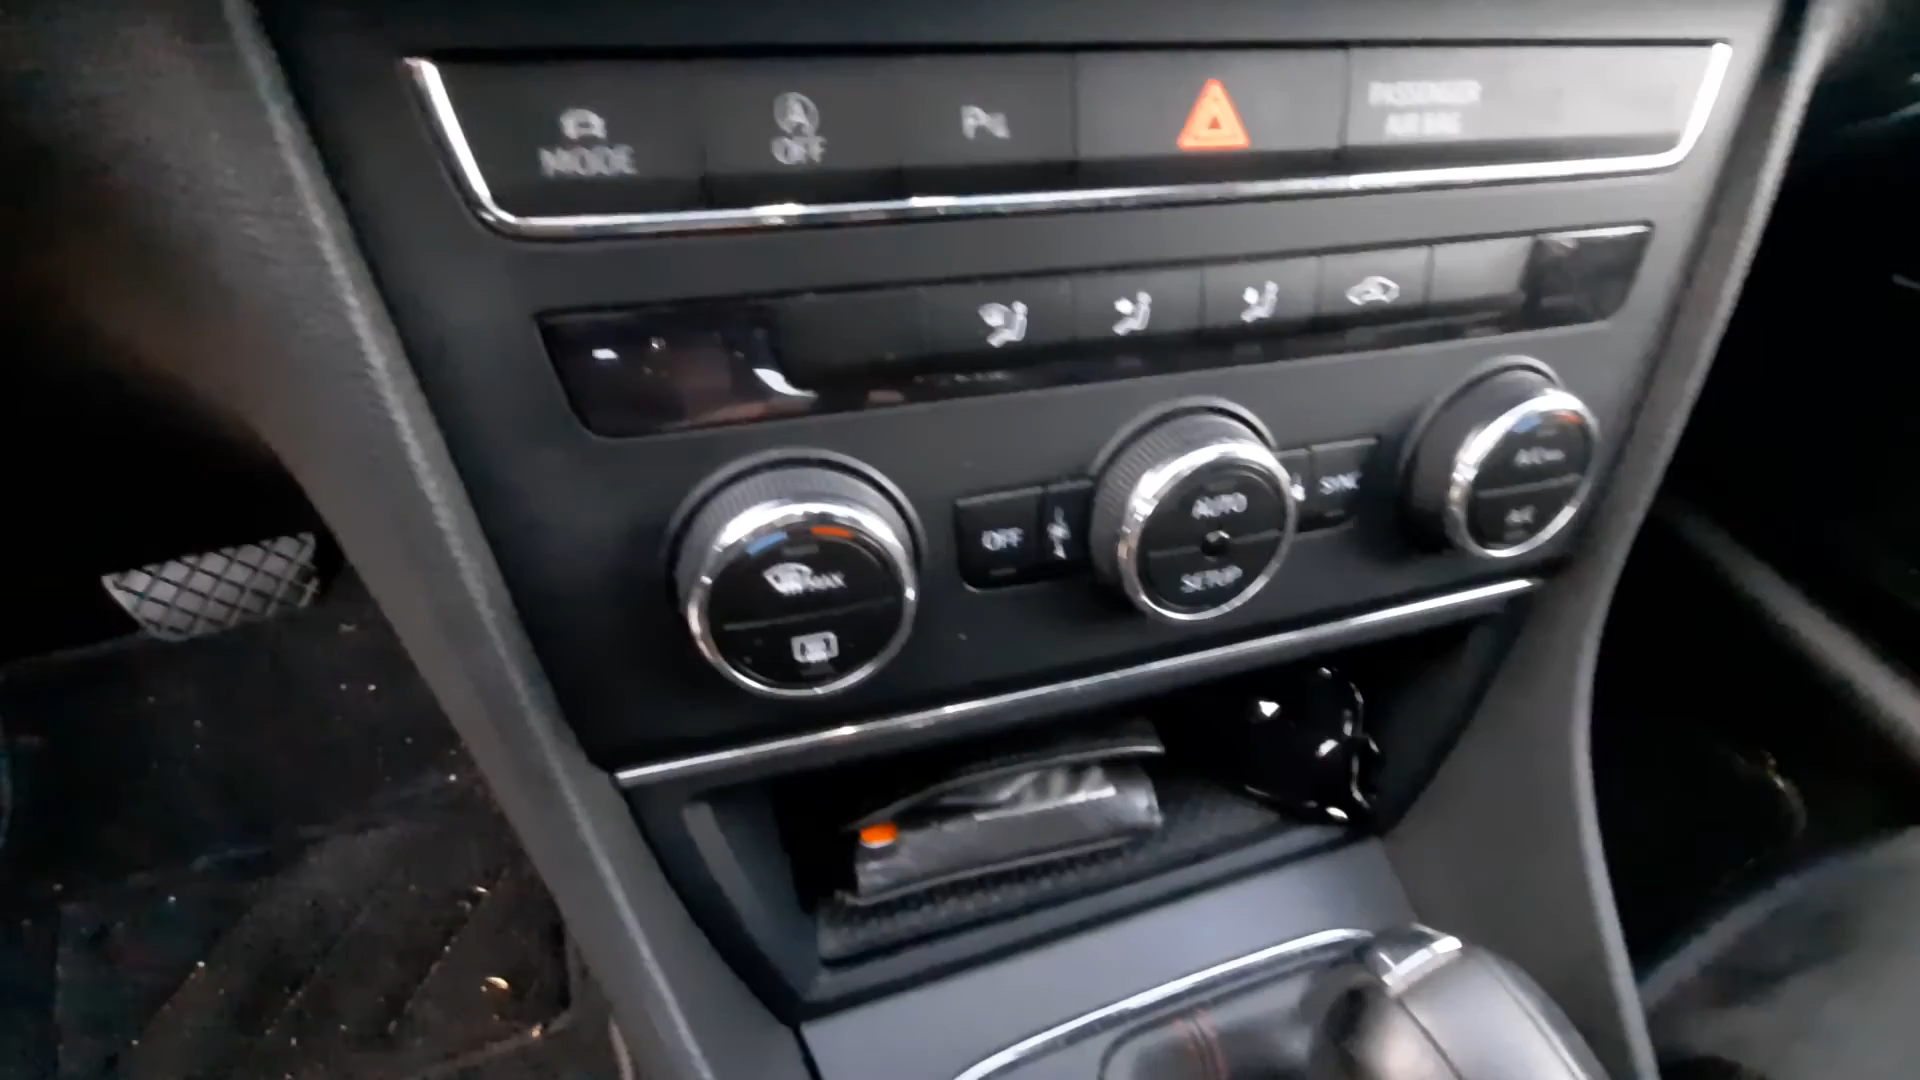 MODE
A
OFF
P
PASSENGER
AIR BAG
OFF
AUTO
SETUP
SYNC
MAX
A/C
A/C